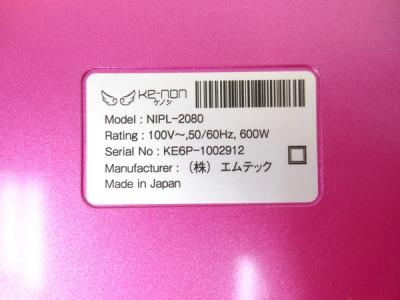 Ke-non
ケノン
Model : NIPL-2080
Rating : 100V～,50/60Hz, 600W
Serial No : KE6P-1002912
Manufacturer : （株） エムテック
Made in Japan